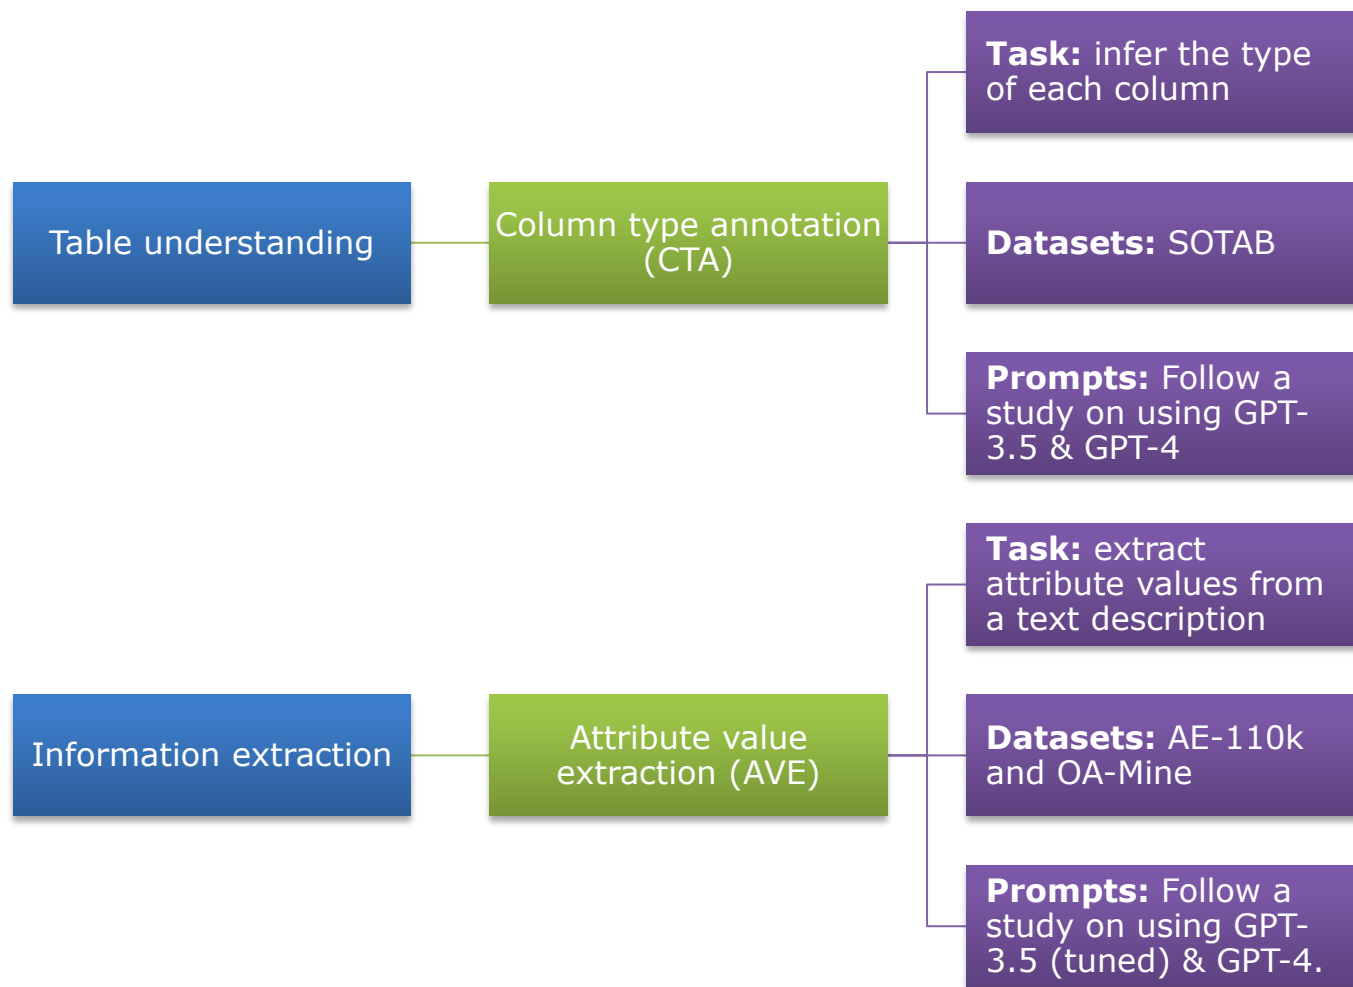 Task: infer the type
of each column
Table understanding
Column type annotation
(CTA)
Datasets: SOTAB
Prompts: Follow a
study on using GPT-
3.5 & GPT-4
Task: extract
attribute values from
a text description
Information extraction
Attribute value
extraction (AVE)
Datasets: AE-110k
and OA-Mine
Prompts: Follow a
study on using GPT-
3.5 (tuned) & GPT-4.